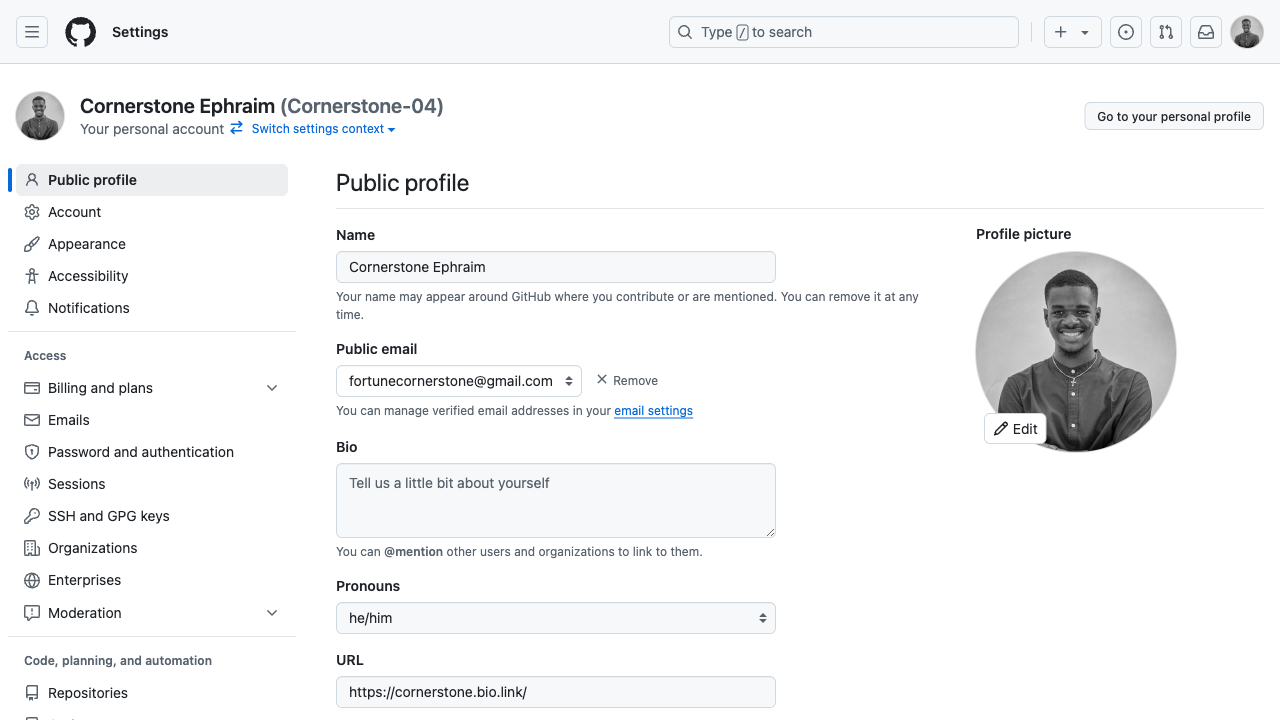 Settings
Type / to search
Cornerstone Ephraim (Cornerstone-04)
Your personal account
Switch settings context
Go to your personal profile
Public profile
Account
Appearance
Accessibility
Notifications
Access
Billing and plans
Emails
Password and authentication
Sessions
SSH and GPG keys
Organizations
Enterprises
Moderation
Code, planning, and automation
Repositories
Public profile
Name
Cornerstone Ephraim
Your name may appear around GitHub where you contribute or are mentioned. You can remove it at any
time.
Public email
fortunecornerstone@gmail.com
Remove
You can manage verified email addresses in your email settings
Bio
Tell us a little bit about yourself
You can @mention other users and organizations to link to them.
Pronouns
he/him
URL
https://cornerstone.bio.link/
Profile picture
Edit